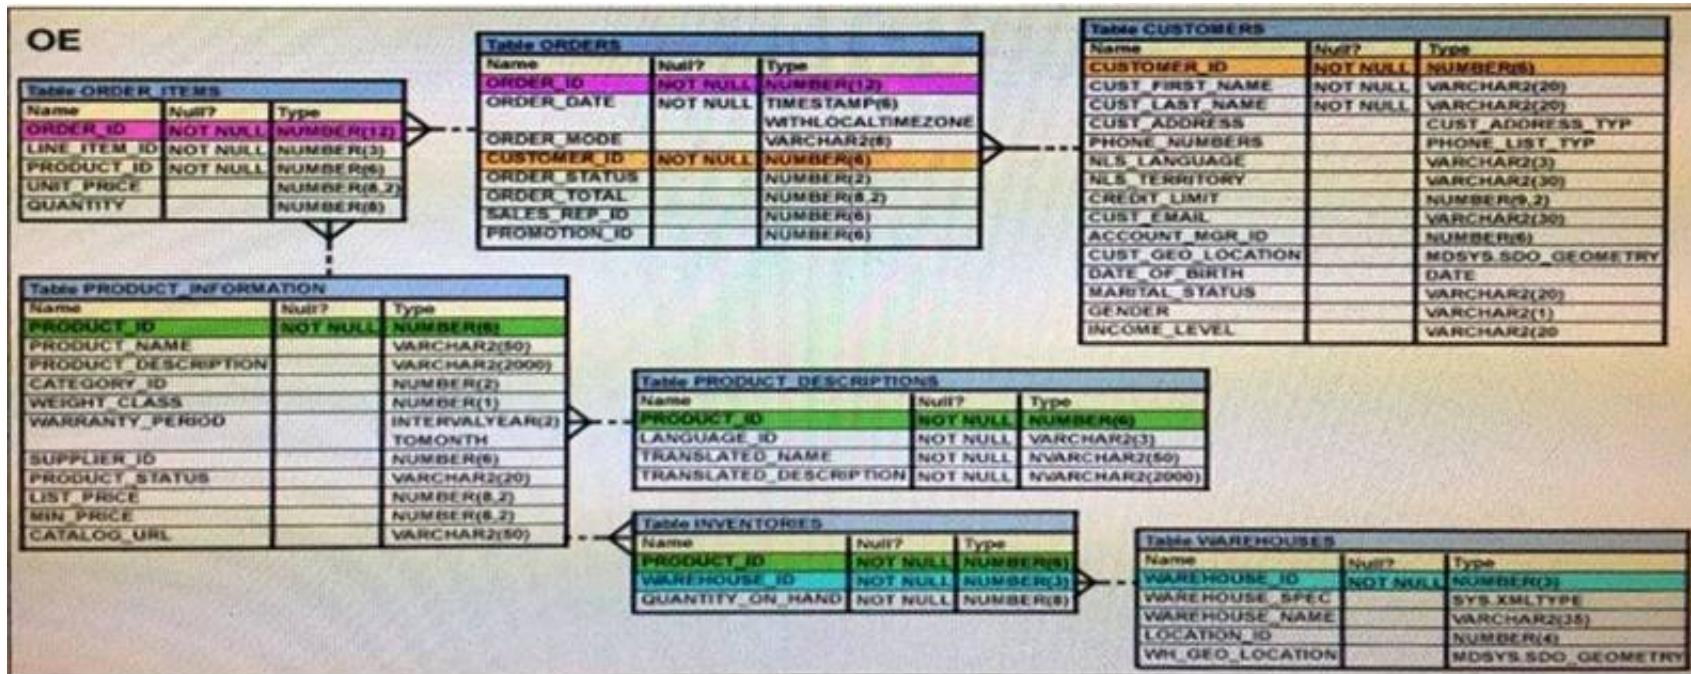 OE
Table ORDER_ITEMS
Name Null? Type
ORDER_ID NOT NULL NUMBER(12)
LINE_ITEM_ID NOT NULL NUMBER(3)
PRODUCT_ID NOT NULL NUMBER(6)
UNIT_PRICE NUMBER(8,2)
QUANTITY NUMBER(8)
Table ORDERS
Name Null? Type
ORDER_ID NOT NULL NUMBER(12)
ORDER_DATE NOT NULL TIMESTAMP(6)
WITHLOCALTIMEZONE
ORDER_MODE VARCHAR2(8)
CUSTOMER_ID NOT NULL NUMBER(6)
ORDER_STATUS NUMBER(2)
ORDER_TOTAL NUMBER(8,2)
SALES_REP_ID NUMBER(6)
PROMOTION_ID NUMBER(6)
Table CUSTOMERS
Name Null? Type
CUSTOMER_ID NOT NULL NUMBER(6)
CUST_FIRST_NAME NOT NULL VARCHAR2(20)
CUST_LAST_NAME NOT NULL VARCHAR2(20)
CUST_ADDRESS CUST_ADDRESS_TYP
PHONE_NUMBERS PHONE_LIST_TYP
NLS_LANGUAGE VARCHAR2(3)
NLS_TERRITORY VARCHAR2(30)
CREDIT_LIMIT NUMBER(9,2)
CUST_EMAIL VARCHAR2(30)
ACCOUNT_MGR_ID NUMBER(6)
CUST_GEO_LOCATION MDSYS.SDO_GEOMETRY
DATE_OF_BIRTH DATE
MARITAL_STATUS VARCHAR2(20)
GENDER VARCHAR2(1)
INCOME_LEVEL VARCHAR2(20
Table PRODUCT_INFORMATION
Name Null? Type
PRODUCT_ID NOT NULL NUMBER(6)
PRODUCT_NAME VARCHAR2(50)
PRODUCT_DESCRIPTION VARCHAR2(2000)
CATEGORY_ID NUMBER(2)
WEIGHT_CLASS NUMBER(1)
WARRANTY_PERIOD INTERVALYEAR(2)
TOMONTH
SUPPLIER_ID NUMBER(6)
PRODUCT_STATUS VARCHAR2(20)
LIST_PRICE NUMBER(8,2)
MIN_PRICE NUMBER(8,2)
CATALOG_URL VARCHAR2(50)
Table PRODUCT_DESCRIPTIONS
Name Null? Type
PRODUCT_ID NOT NULL NUMBER(6)
LANGUAGE_ID NOT NULL VARCHAR2(3)
TRANSLATED_NAME NOT NULL NVARCHAR2(50)
TRANSLATED_DESCRIPTION NOT NULL NVARCHAR2(2000)
Table INVENTORIES
Name Null? Type
PRODUCT_ID NOT NULL NUMBER(6)
WAREHOUSE_ID NOT NULL NUMBER(3)
QUANTITY_ON_HAND NOT NULL NUMBER(8)
Table WAREHOUSES
Name Null? Type
WAREHOUSE_ID NOT NULL NUMBER(3)
WAREHOUSE_SPEC SYS.XMLTYPE
WAREHOUSE_NAME VARCHAR2(35)
LOCATION_ID NUMBER(4)
WH_GEO_LOCATION MDSYS.SDO_GEOMETRY